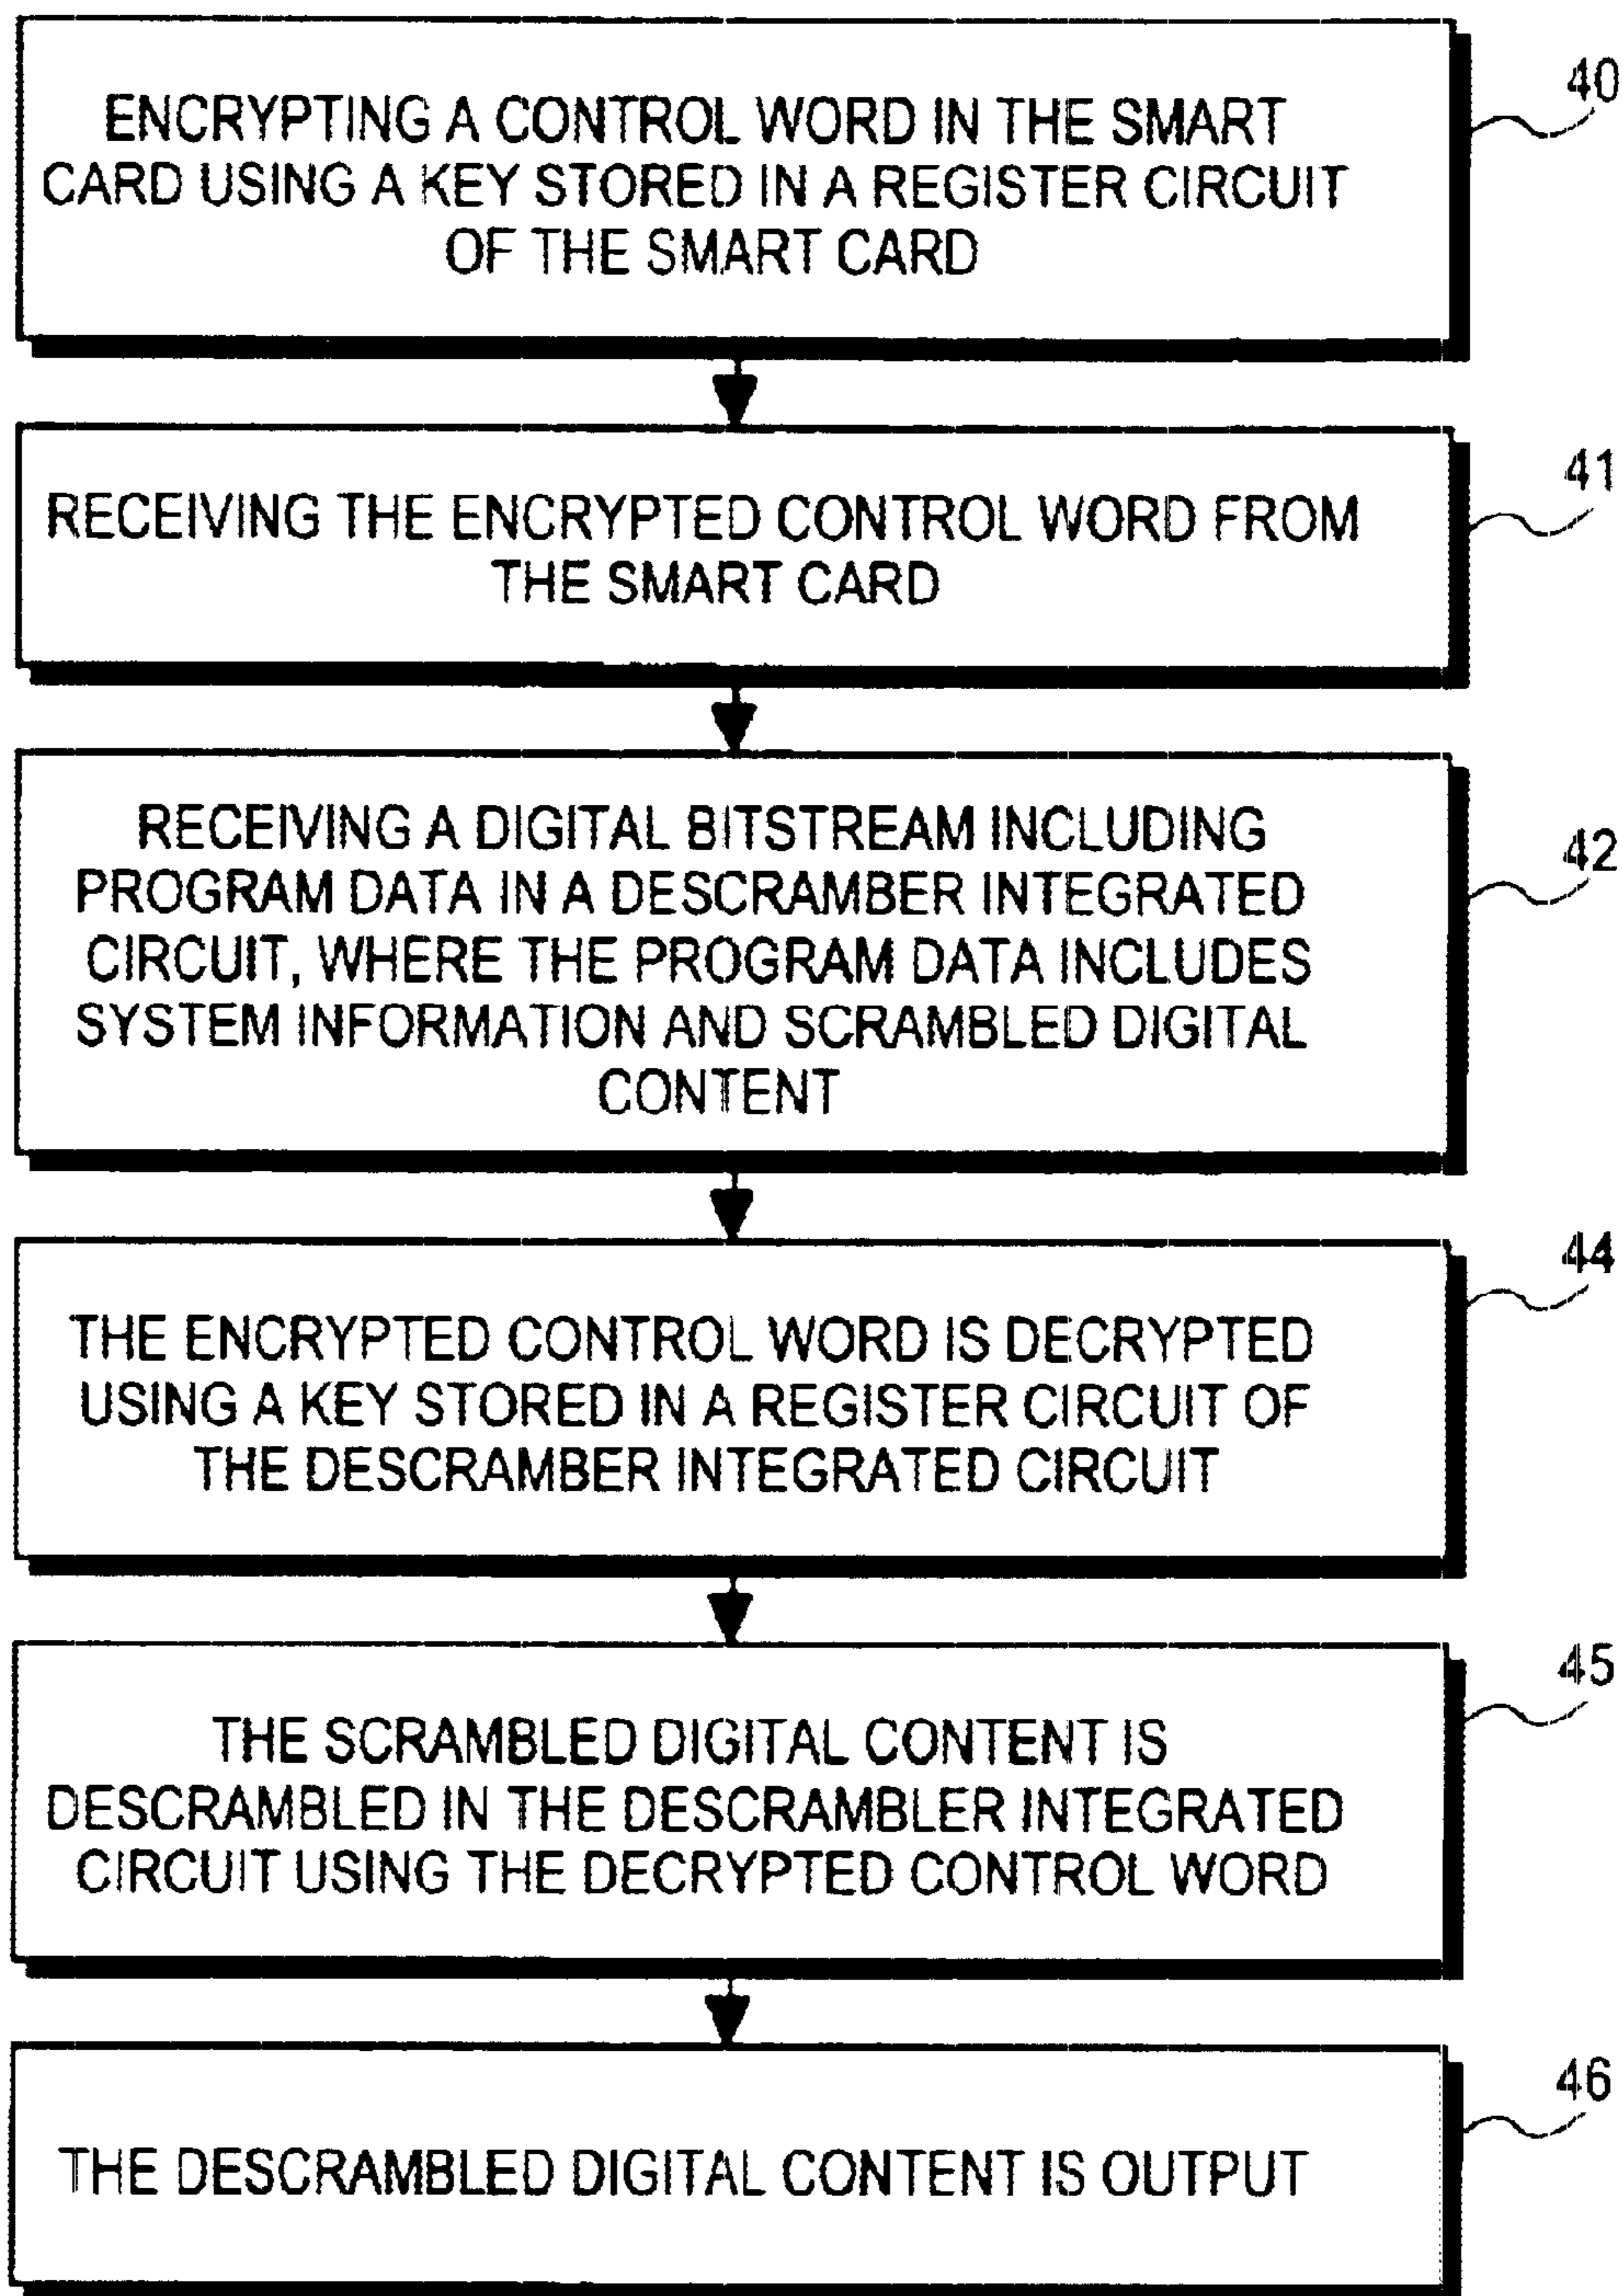 ENCRYPTING A CONTROL WORD IN THE SMART
CARD USING A KEY STORED IN A REGISTER CIRCUIT
OF THE SMART CARD
40
RECEIVING THE ENCRYPTED CONTROL WORD FROM
THE SMART CARD
41
RECEIVING A DIGITAL BITSTREAM INCLUDING
PROGRAM DATA IN A DESCRAMBER INTEGRATED
CIRCUIT, WHERE THE PROGRAM DATA INCLUDES
SYSTEM INFORMATION AND SCRAMBLED DIGITAL
CONTENT
42
THE ENCRYPTED CONTROL WORD IS DECRYPTED
USING A KEY STORED IN A REGISTER CIRCUIT OF
THE DESCRAMBER INTEGRATED CIRCUIT
44
THE SCRAMBLED DIGITAL CONTENT IS
DESCRAMBLED IN THE DESCRAMBLER INTEGRATED
CIRCUIT USING THE DECRYPTED CONTROL WORD
45
THE DESCRAMBLED DIGITAL CONTENT IS OUTPUT
46